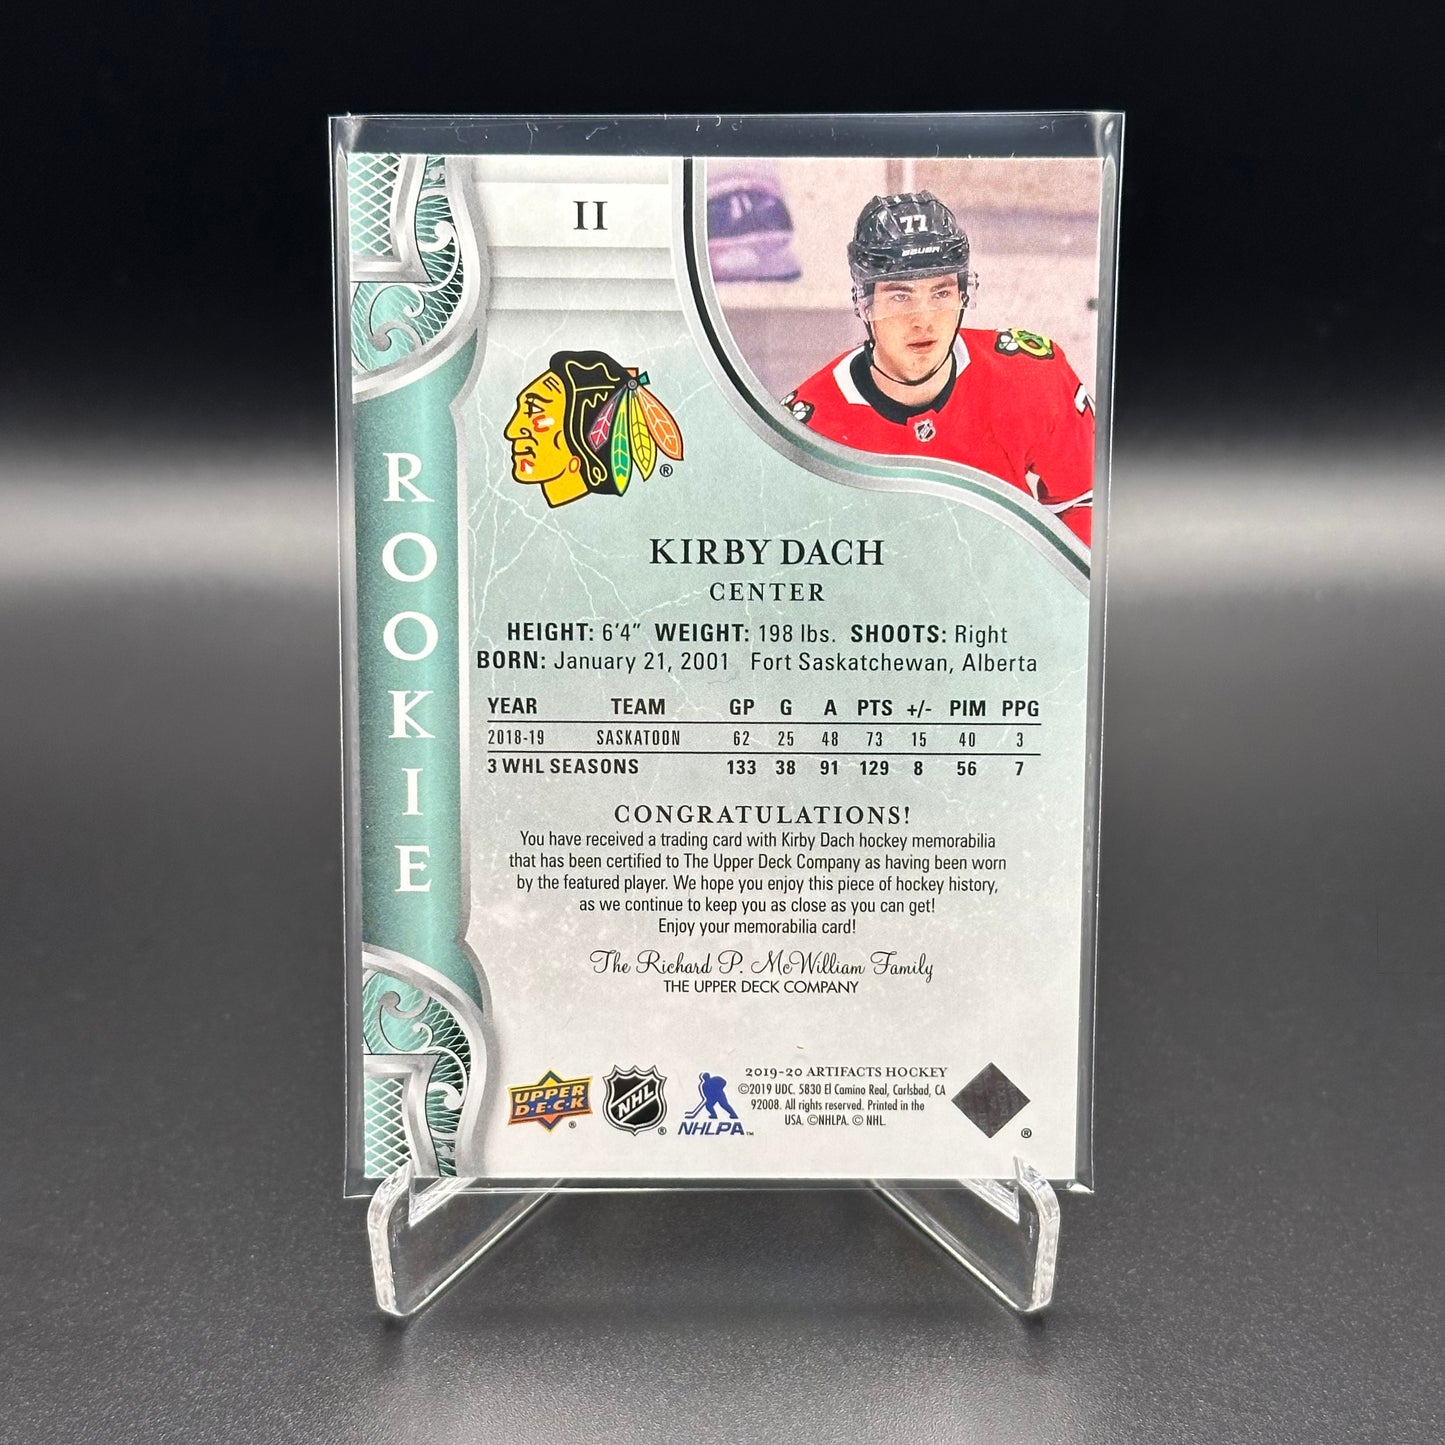 II
77
BAUER
ROOKIE
®
KIRBY DACH
CENTER
HEIGHT: 6'4" WEIGHT: 198 lbs. SHOOTS: Right
BORN: January 21, 2001 Fort Saskatchewan, Alberta
YEAR TEAM GP G A PTS +/- PIM PPG
2018-19 SASKATOON 62 25 48 73 15 40 3
3 WHL SEASONS 133 38 91 129 8 56 7
CONGRATULATIONS!
You have received a trading card with Kirby Dach hockey memorabilia
that has been certified to The Upper Deck Company as having been worn
by the featured player. We hope you enjoy this piece of hockey history,
as we continue to keep you as close as you can get!
Enjoy your memorabilia card!
The Richard P. McWilliam Family
THE UPPER DECK COMPANY
UPPER
D·E·C·K
®
NHL
®
NHLPA™
2019-20 ARTIFACTS HOCKEY
©2019 UDC. 5830 El Camino Real, Carlsbad, CA
92008. All rights reserved. Printed in the
USA. ©NHLPA. © NHL.
®